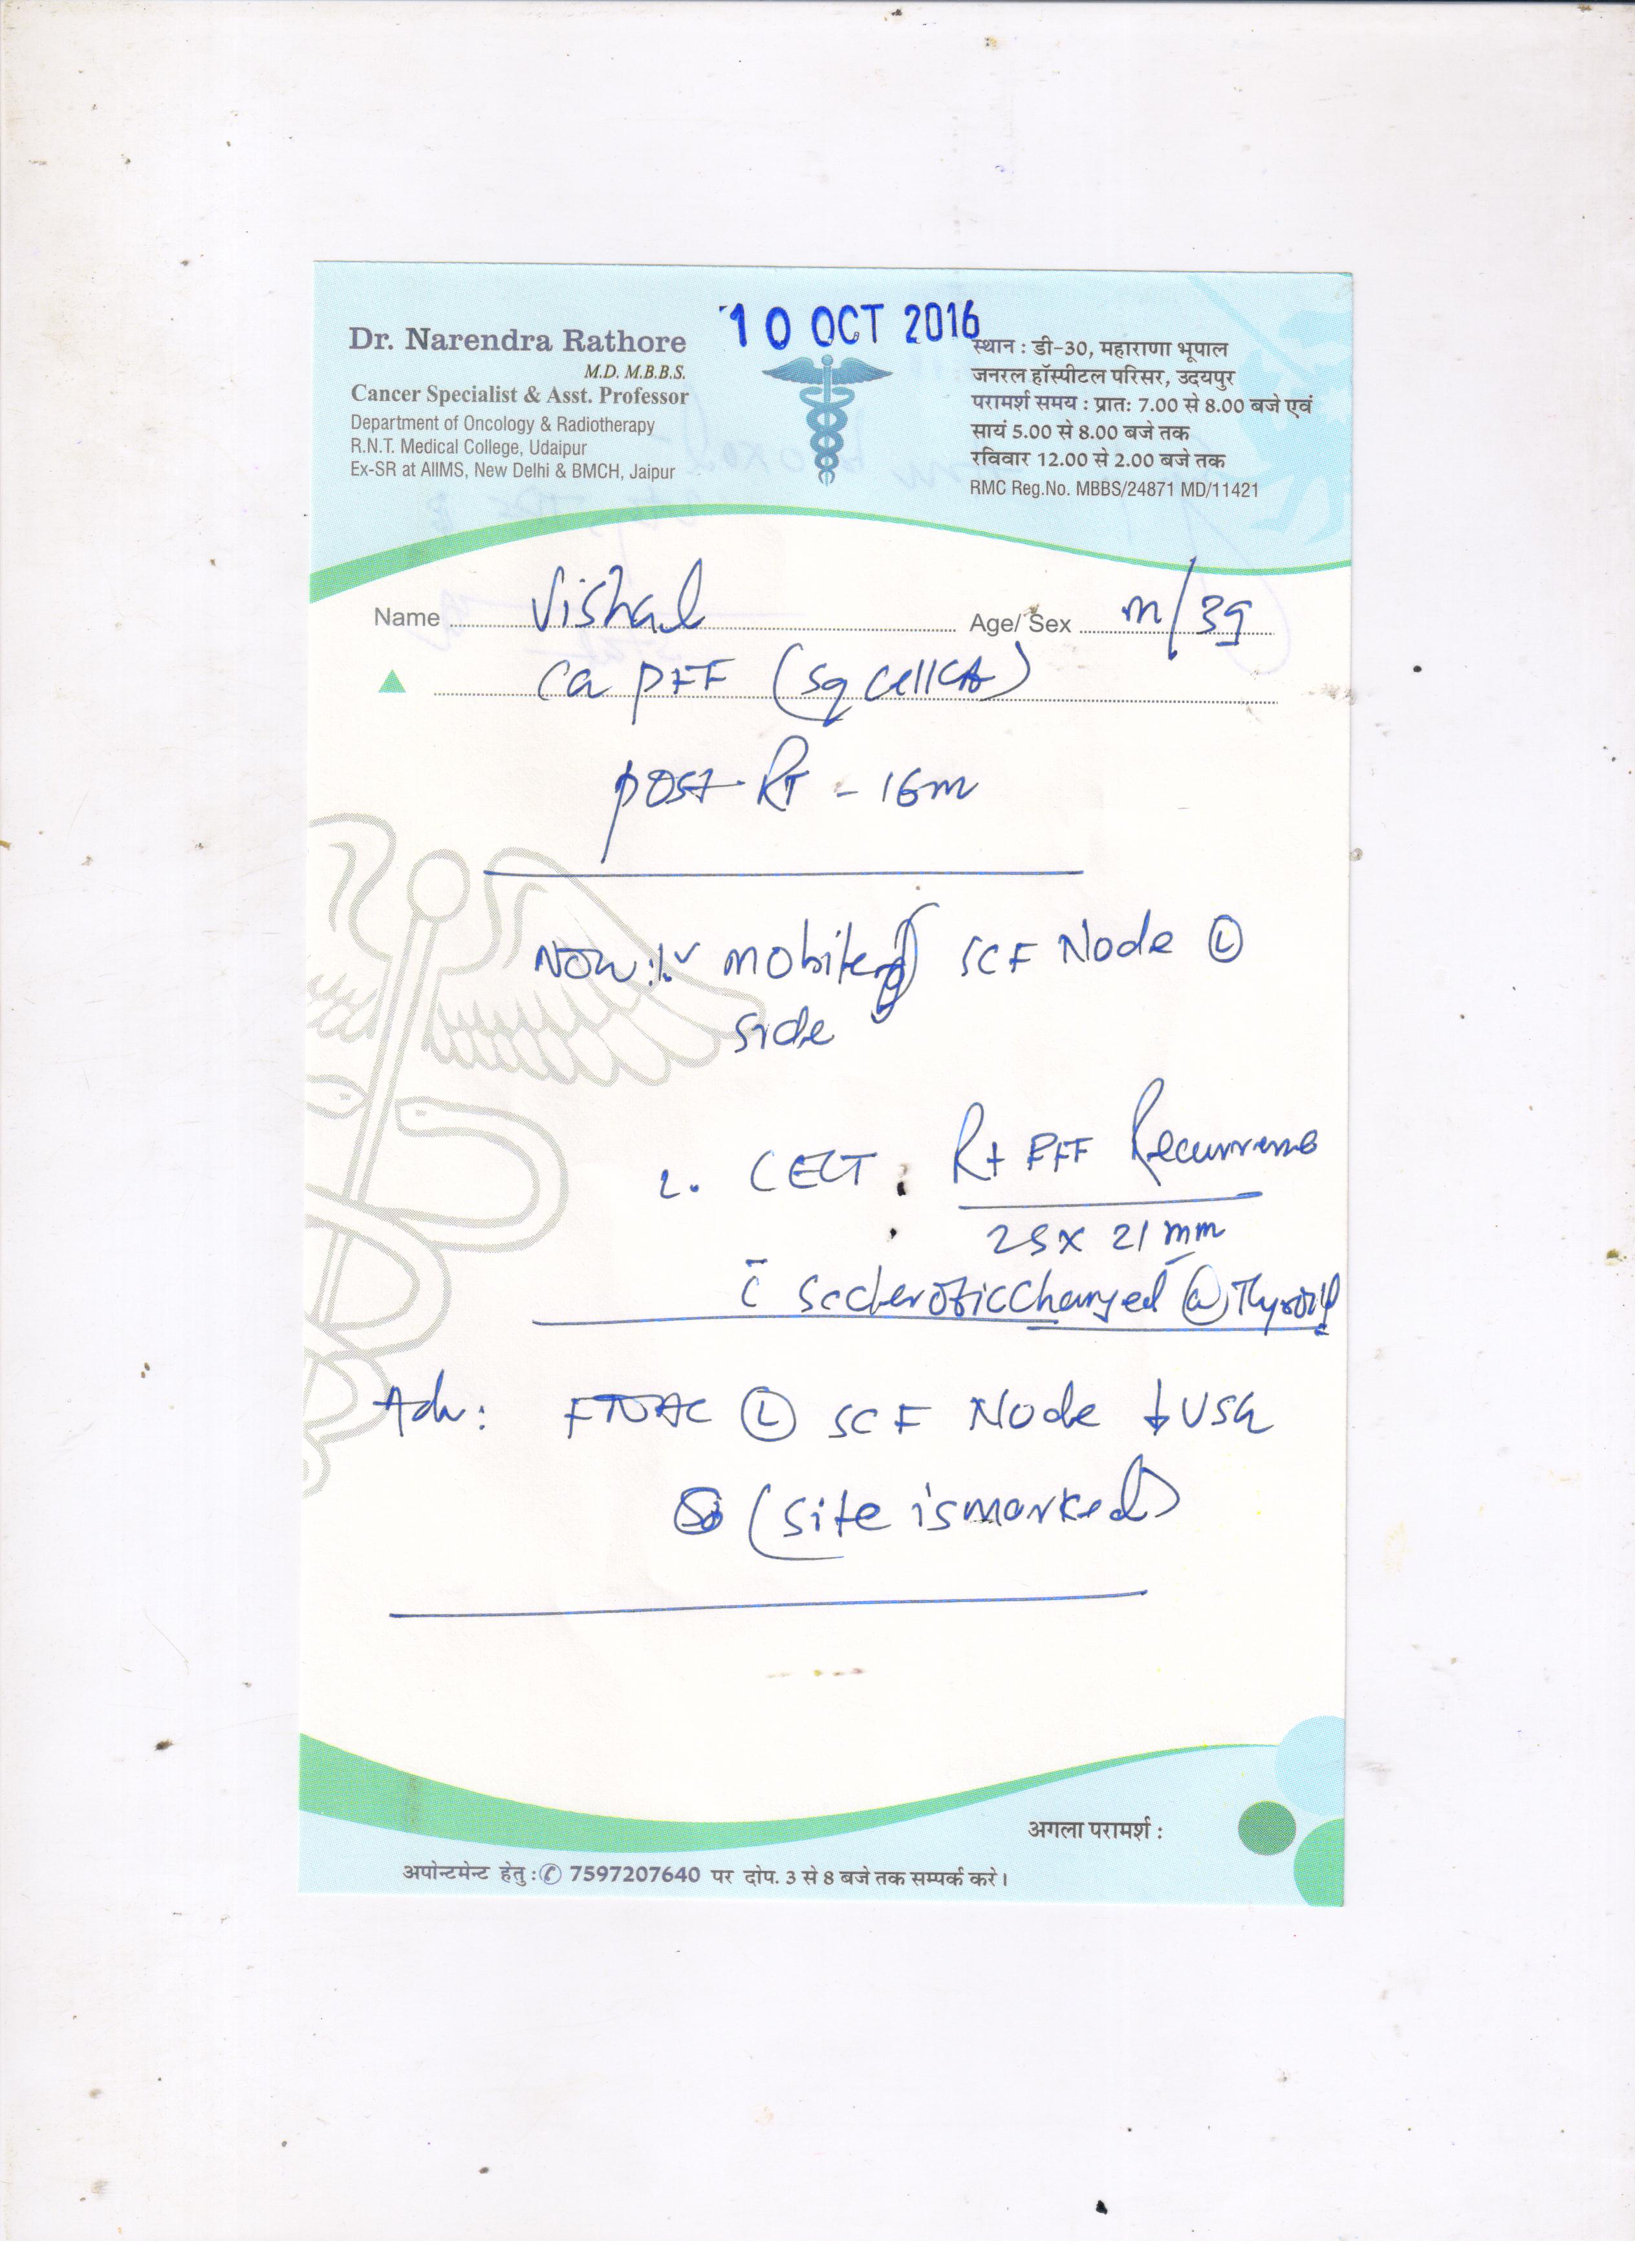 10 OCT 2016
Dr. Narendra Rathore
M.D. M.B.B.S.
Cancer Specialist & Asst. Professor
Department of Oncology & Radiotherapy
R.N.T. Medical College, Udaipur
Ex-SR at AIIMS, New Delhi & BMCH, Jaipur
स्थान : डी-30, महाराणा भूपाल
जनरल हॉस्पीटल परिसर, उदयपुर
परामर्श समय : प्रातः 7.00 से 8.00 बजे एवं
सायं 5.00 से 8.00 बजे तक
रविवार 12.00 से 2.00 बजे तक
RMC Reg.No. MBBS/24871 MD/11421
Name Vishal Age/ Sex m/39
Ca PFF (sq cell CA)
post RT - 16m
NOW: 1. mobile SCF Node L
side
2. CECT : Rt PFF Recurrence
25 x 21 mm
c̄ Scclerotic changed @ Thyroid
Adv: FNAC L SCF Node ↓ USG
(site is marked)
अगला परामर्श :
अपोन्टमेन्ट हेतु : 7597207640 पर दोप. 3 से 8 बजे तक सम्पर्क करे।